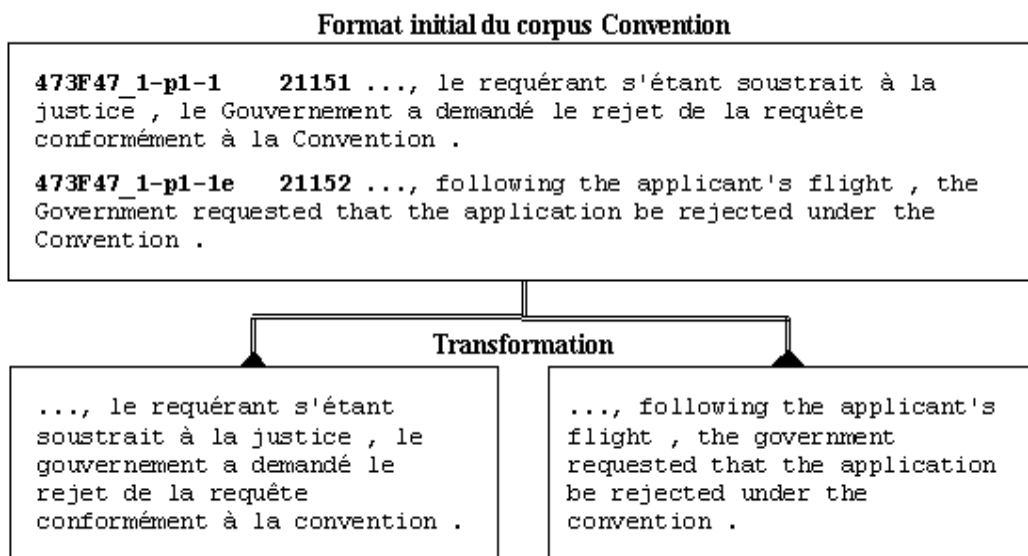 Format initial du corpus Convention
473F47_1-p1-1 21151 ..., le requérant s'étant soustrait à la
justice , le Gouvernement a demandé le rejet de la requête
conformément à la Convention .
473F47_1-p1-1e 21152 ..., following the applicant's flight , the
Government requested that the application be rejected under the
Convention .
Transformation
..., le requérant s'étant
soustrait à la justice , le
gouvernement a demandé le
rejet de la requête
conformément à la convention .
..., following the applicant's
flight , the government
requested that the application
be rejected under the
convention .